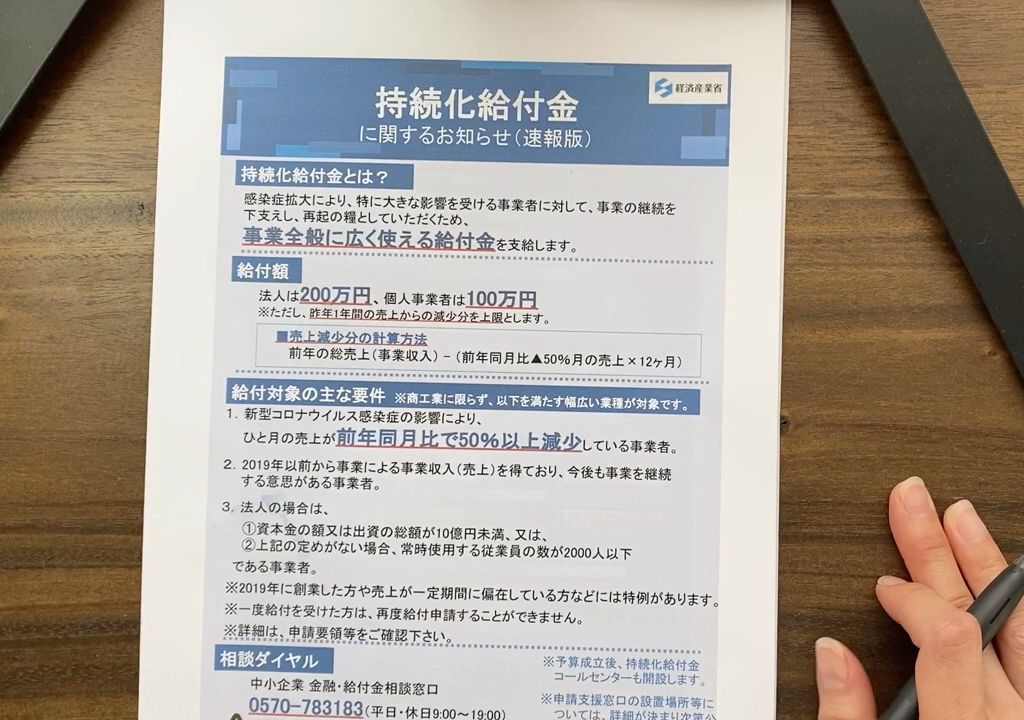 経済産業省
持続化給付金
に関するお知らせ（速報版）
持続化給付金とは？
感染症拡大により、特に大きな影響を受ける事業者に対して、事業の継続を
下支えし、再起の糧としていただくため、
事業全般に広く使える給付金を支給します。
給付額
法人は200万円、個人事業者は100万円
※ただし、昨年1年間の売上からの減少分を上限とします。
■売上減少分の計算方法
前年の総売上（事業収入）－（前年同月比▲50％月の売上×12ヶ月）
給付対象の主な要件 ※商工業に限らず、以下を満たす幅広い業種が対象です。
1. 新型コロナウイルス感染症の影響により、
ひと月の売上が前年同月比で50％以上減少している事業者。
2. 2019年以前から事業による事業収入（売上）を得ており、今後も事業を継続
する意思がある事業者。
3. 法人の場合は、
①資本金の額又は出資の総額が10億円未満、又は、
②上記の定めがない場合、常時使用する従業員の数が2000人以下
である事業者。
※2019年に創業した方や売上が一定期間に偏在している方などには特例があります。
※一度給付を受けた方は、再度給付申請することができません。
※詳細は、申請要領等をご確認下さい。
相談ダイヤル
中小企業 金融・給付金相談窓口
0570-783183（平日・休日9:00～19:00）
※予算成立後、持続化給付金
コールセンターも開設します。
※申請支援窓口の設置場所等に
ついては、詳細が決まり次第公